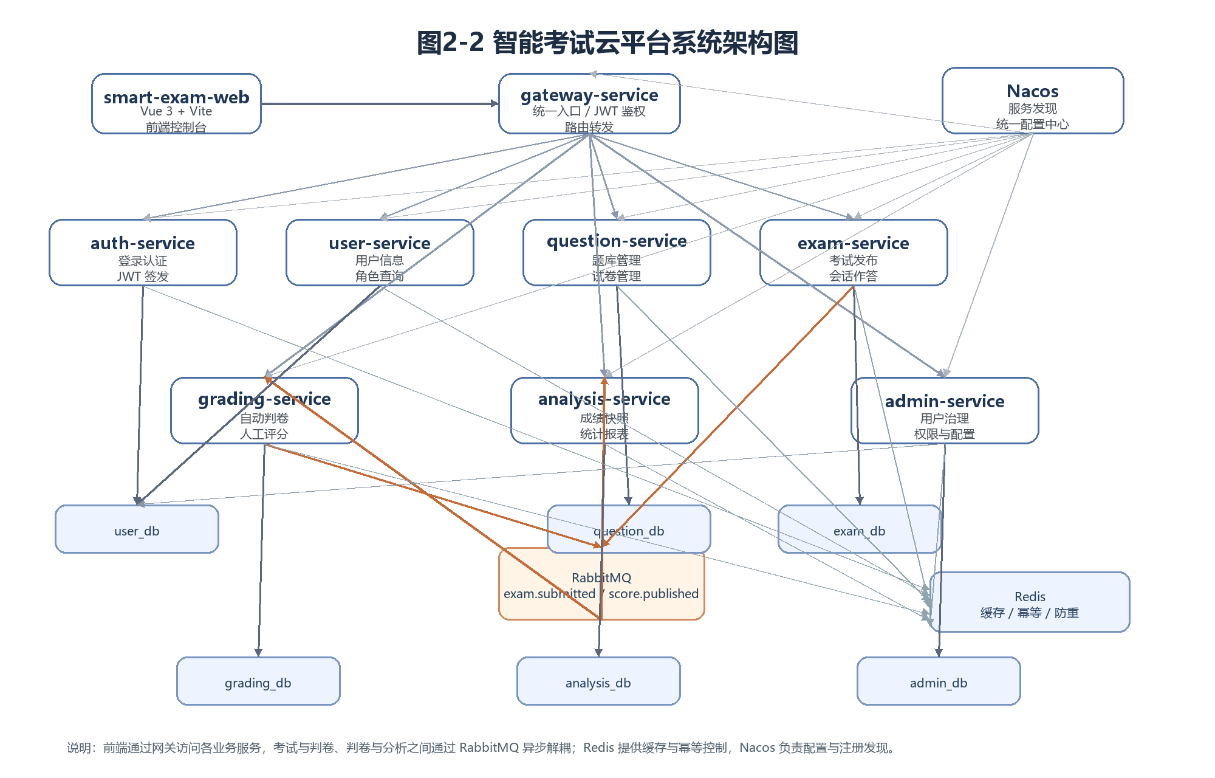 图2-2 智能考试云平台系统架构图
smart-exam-web
Vue 3 + Vite
前端控制台
gateway-service
统一入口 / JWT 鉴权
路由转发
Nacos
服务发现
统一配置中心
auth-service
登录认证
JWT 签发
user-service
用户信息
角色查询
question-service
题库管理
试卷管理
exam-service
考试发布
会话作答
grading-service
自动判卷
人工评分
analysis-service
成绩快照
统计报表
admin-service
用户治理
权限与配置
user_db
question_db
exam_db
RabbitMQ
exam.submitted / score.published
Redis
缓存 / 幂等 / 防重
grading_db
analysis_db
admin_db
说明：前端通过网关访问各业务服务，考试与判卷、判卷与分析之间通过 RabbitMQ 异步解耦；Redis 提供缓存与幂等控制，Nacos 负责配置与注册发现。